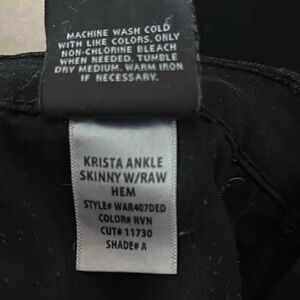 MACHINE WASH COLD
WITH LIKE COLORS. ONLY
NON-CHLORINE BLEACH
WHEN NEEDED. TUMBLE
DRY MEDIUM. WARM IRON
IF NECESSARY.
KRISTA ANKLE
SKINNY W/RAW
HEM
STYLE# WAR407DED
COLOR# RVN
CUT# 11730
SHADE# A